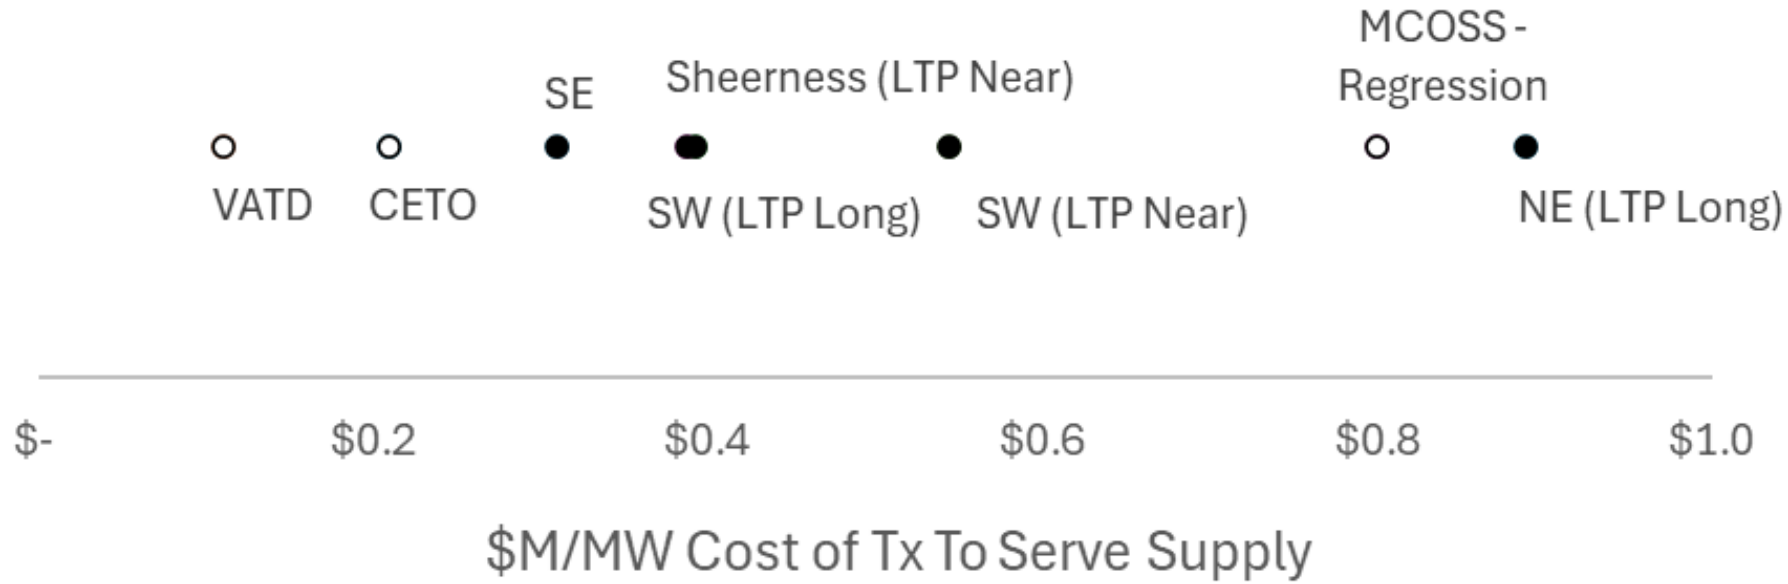 MCOSS -
Regression
Sheerness (LTP Near)
SE
VATD
CETO
SW (LTP Long)
SW (LTP Near)
NE (LTP Long)
$-
$0.2
$0.4
$0.6
$0.8
$1.0
$M/MW Cost of Tx To Serve Supply